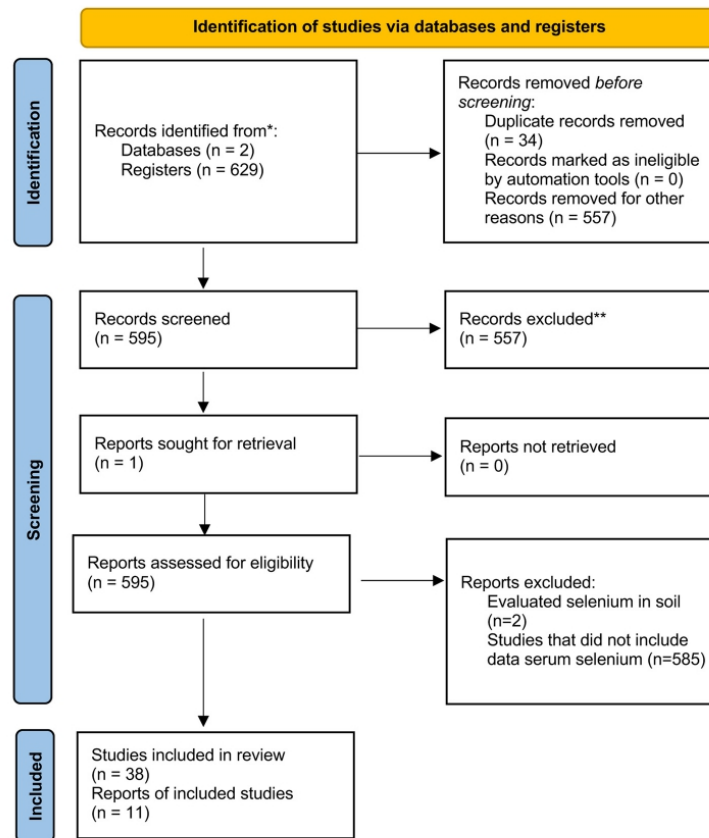 Identification of studies via databases and registers
Identification
Records identified from*:
Databases (n = 2)
Registers (n = 629)
Records removed before
screening:
Duplicate records removed
(n = 34)
Records marked as ineligible
by automation tools (n = 0)
Records removed for other
reasons (n = 557)
Screening
Records screened
(n = 595)
Records excluded**
(n = 557)
Reports sought for retrieval
(n = 1)
Reports not retrieved
(n = 0)
Reports assessed for eligibility
(n = 595)
Reports excluded:
Evaluated selenium in soil
(n=2)
Studies that did not include
data serum selenium (n=585)
Included
Studies included in review
(n = 38)
Reports of included studies
(n = 11)